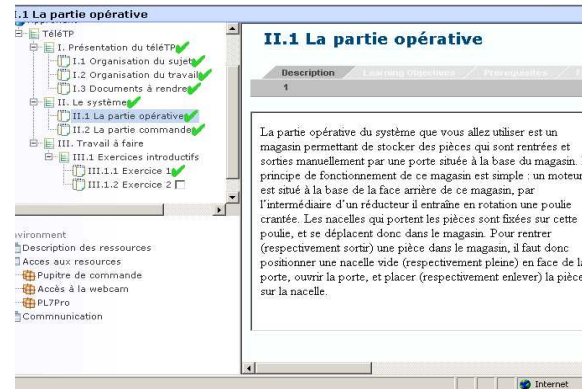 I.1 La partie opérative
Apprenant
TéléTP
I. Présentation du téléTP
I.1 Organisation du sujet
I.2 Organisation du travail
I.3 Documents à rendre
II. Le système
II.1 La partie opérative
II.2 La partie commande
III. Travail à faire
III.1 Exercices introductifs
III.1.1 Exercice 1
III.1.2 Exercice 2
vironment
Description des ressources
Acces aux resources
Pupitre de commande
Accès à la webcam
PL7Pro
Commnunication
II.1 La partie opérative
Description Learning Objectives Prerequisites
1
La partie opérative du système que vous allez utiliser est un
magasin permettant de stocker des pièces qui sont rentrées et
sorties manuellement par une porte située à la base du magasin.
principe de fonctionnement de ce magasin est simple : un moteur
est situé à la base de la face arrière de ce magasin, par
l'intermédiaire d'un réducteur il entraîne en rotation une poulie
crantée. Les nacelles qui portent les pièces sont fixées sur cette
poulie, et se déplacent donc dans le magasin. Pour rentrer
(respectivement sortir) une pièce dans le magasin, il faut donc
positionner une nacelle vide (respectivement pleine) en face de la
porte, ouvrir la porte, et placer (respectivement enlever) la pièce
sur la nacelle.
Internet